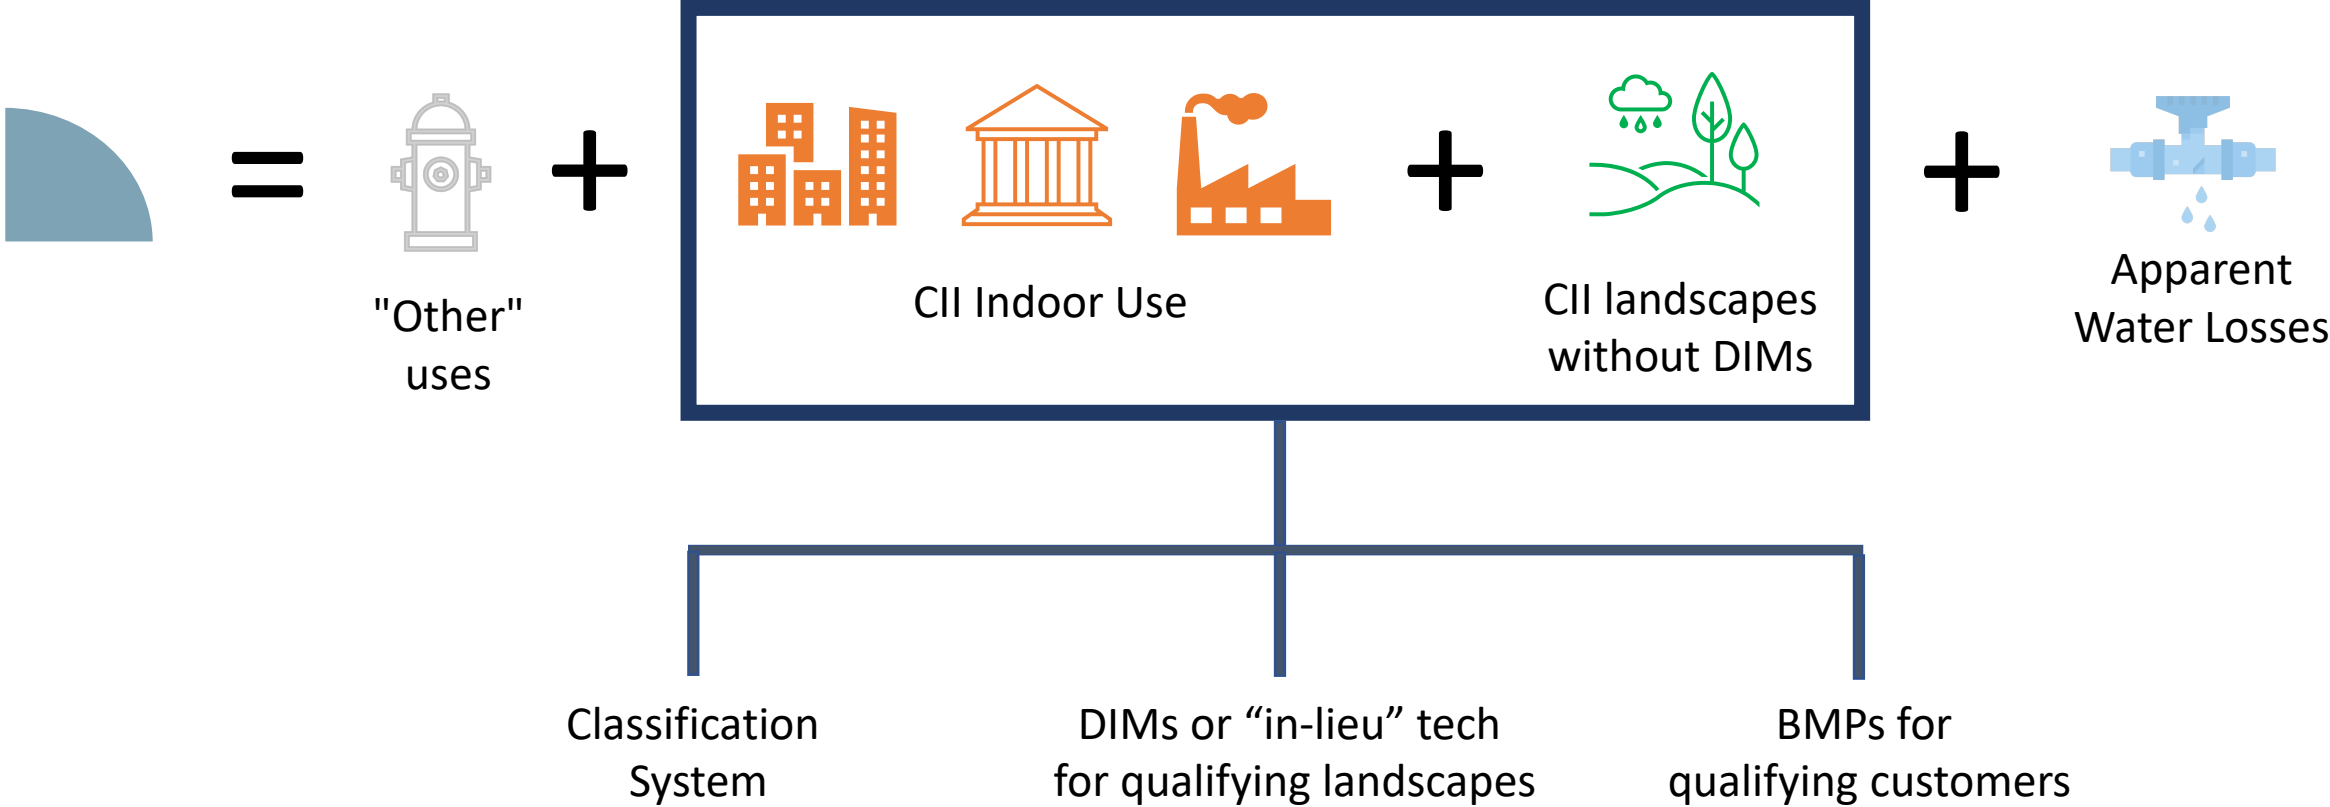 =
+
+
+
"Other"
uses
CII Indoor Use
CII landscapes
without DIMs
Apparent
Water Losses
Classification
System
DIMs or “in-lieu” tech
for qualifying landscapes
BMPs for
qualifying customers